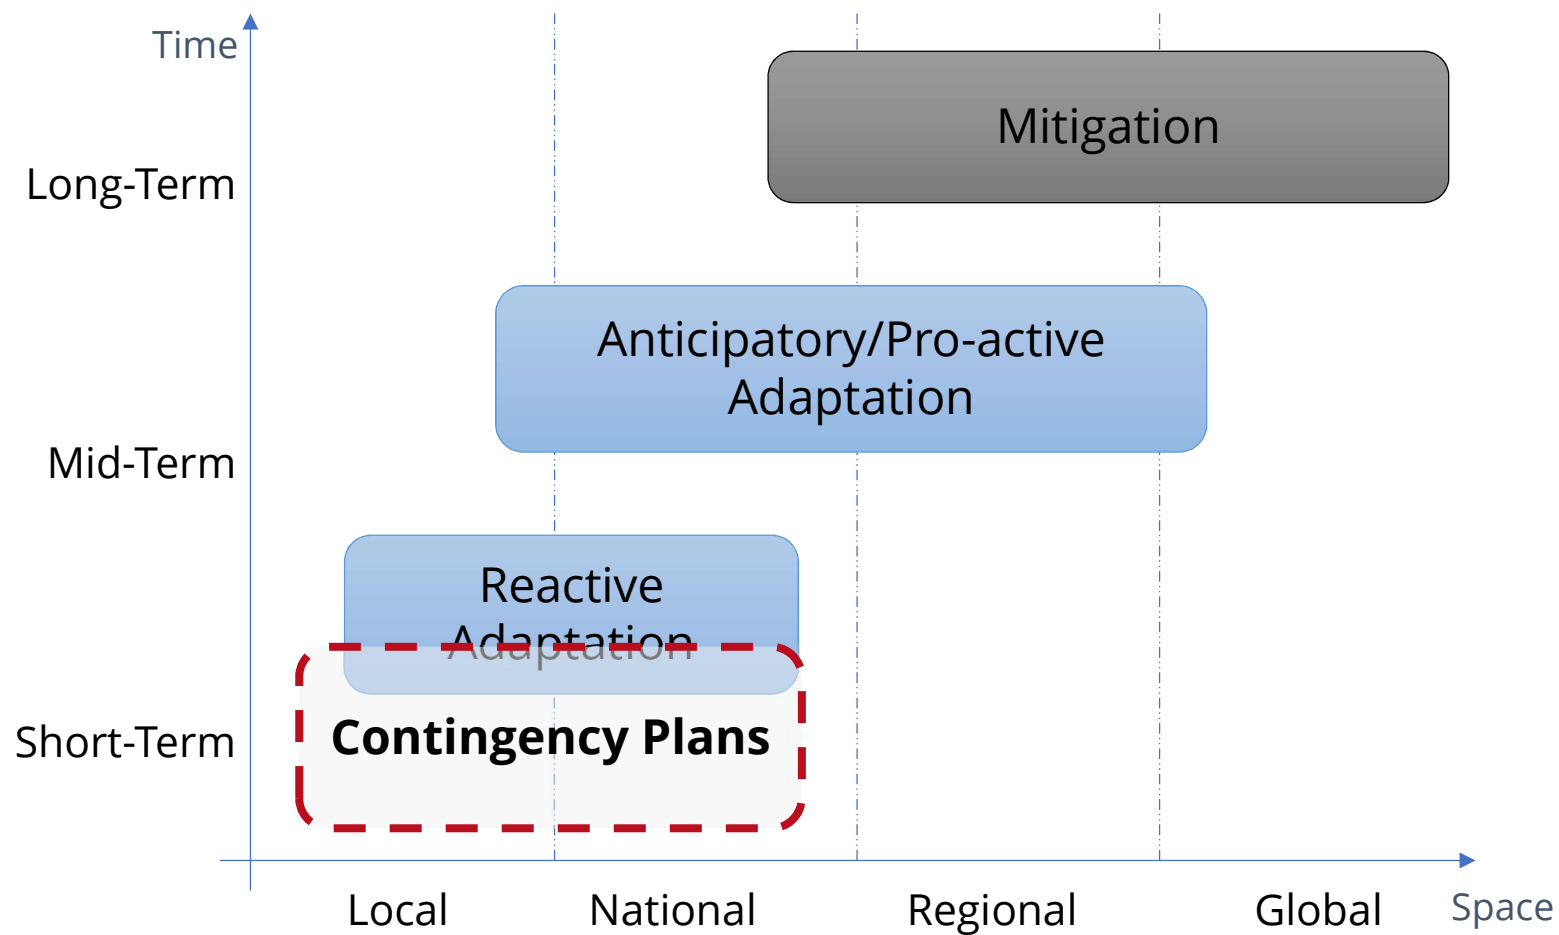 Time
Mitigation
Long-Term
Anticipatory/Pro-active
Adaptation
Mid-Term
Reactive
Adaptation
Contingency Plans
Short-Term
Local
National
Regional
Global
Space